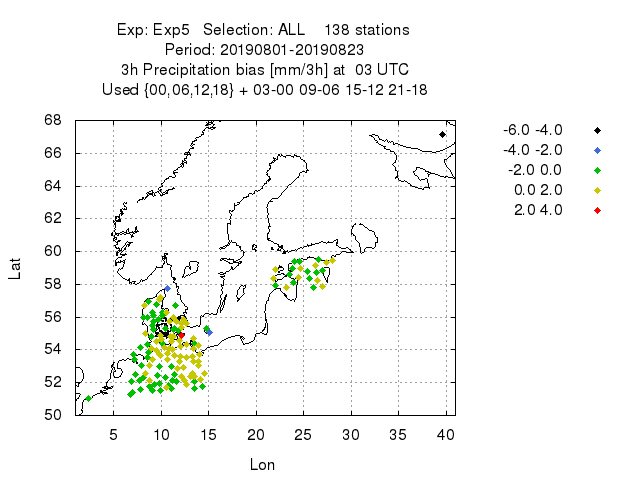 Exp: Exp5 Selection: ALL 138 stations
Period: 20190801-20190823
3h Precipitation bias [mm/3h] at 03 UTC
Used {00,06,12,18} + 03-00 09-06 15-12 21-18
68
66
64
62
60
58
56
54
52
50
Lat
5 10 15 20 25 30 35 40
Lon
-6.0 -4.0
-4.0 -2.0
-2.0 0.0
0.0 2.0
2.0 4.0